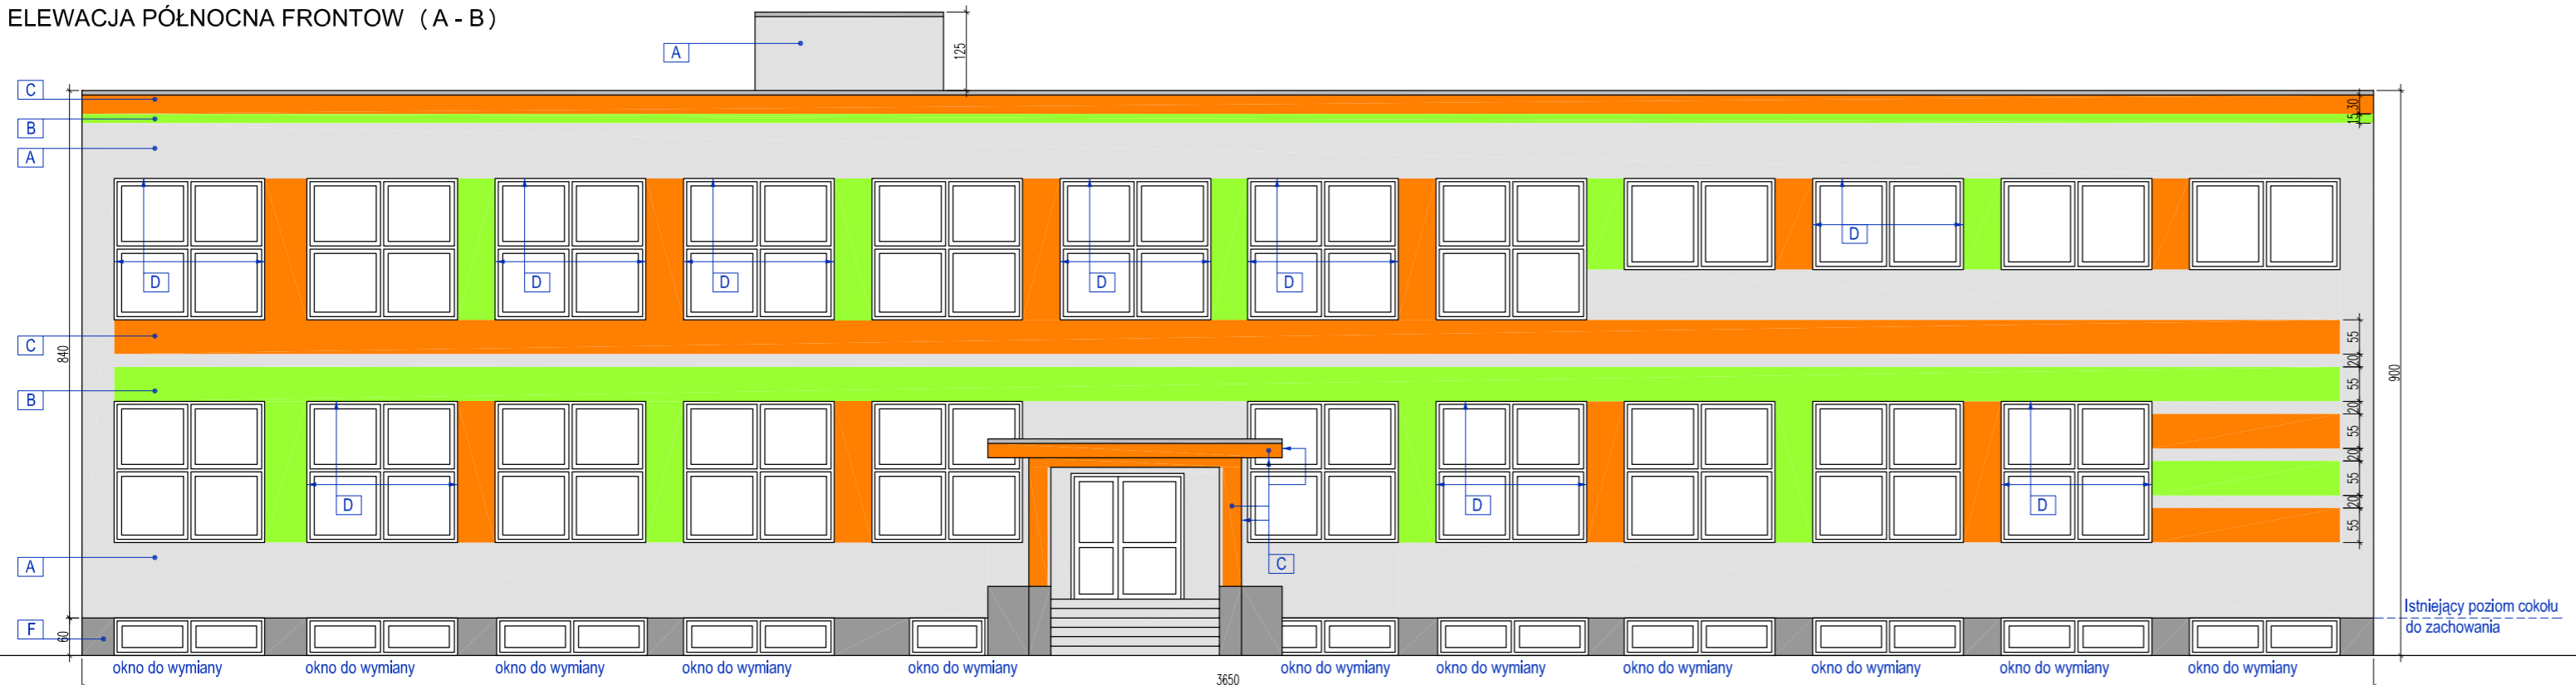 ELEWACJA PÓŁNOCNA FRONTOW (A - B)
A
125
C
B
A
30
15
D
D
D
D
D
D
C
840
55
20
55
900
B
20
55
20
55
20
55
D
D
D
A
C
F
60
Istniejący poziom cokołu
do zachowania
okno do wymiany
okno do wymiany
okno do wymiany
okno do wymiany
okno do wymiany
okno do wymiany
okno do wymiany
okno do wymiany
okno do wymiany
okno do wymiany
okno do wymiany
3650